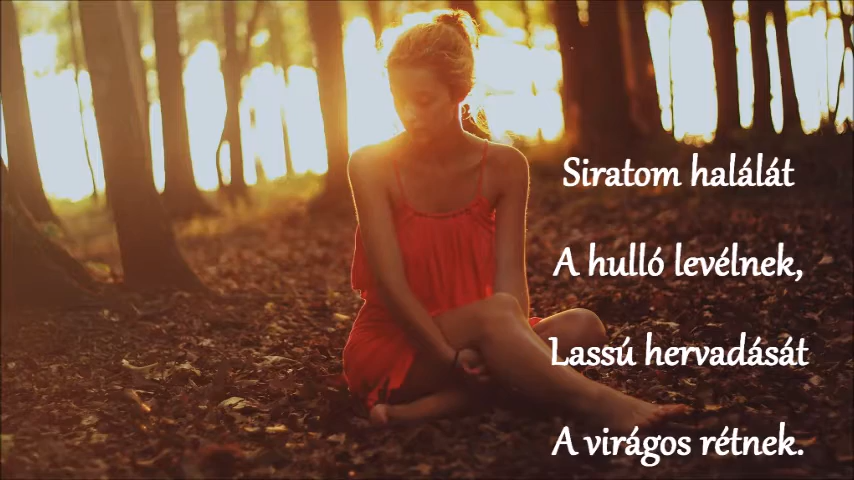 Siratom halálát
A hulló levélnek,
Lassú hervadását
A virágos rétnek.